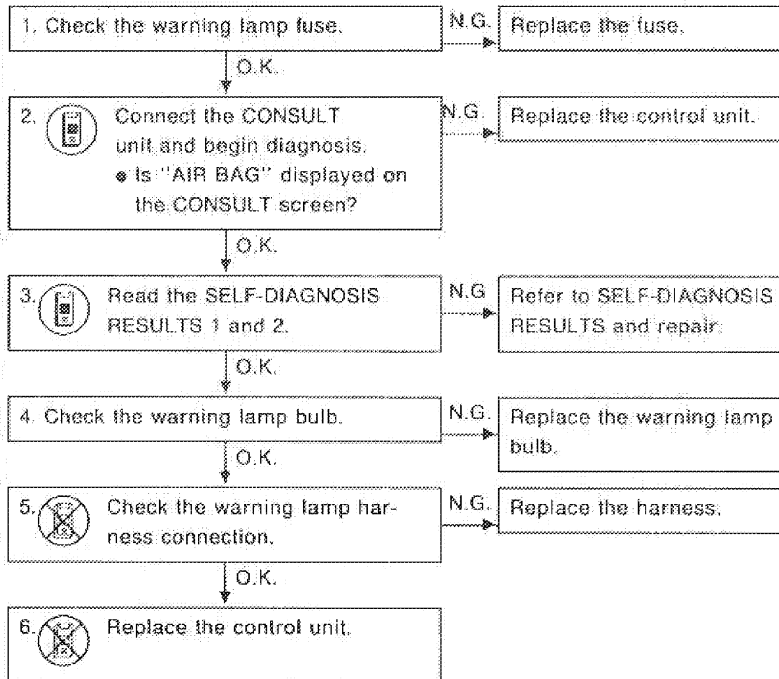 1. Check the warning lamp fuse.
N.G.
Replace the fuse.
O.K.
2. Connect the CONSULT
unit and begin diagnosis.
● Is "AIR BAG" displayed on
the CONSULT screen?
N.G.
Replace the control unit.
O.K.
3. Read the SELF-DIAGNOSIS
RESULTS 1 and 2.
N.G
Refer to SELF-DIAGNOSIS
RESULTS and repair.
O.K.
4. Check the warning lamp bulb.
N.G.
Replace the warning lamp
bulb.
O.K.
5. Check the warning lamp har-
ness connection.
N.G.
Replace the harness.
O.K.
6. Replace the control unit.